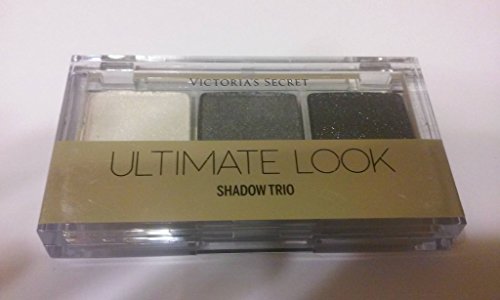 VICTORIA'S SECRET
ULTIMATE LOOK
SHADOW TRIO